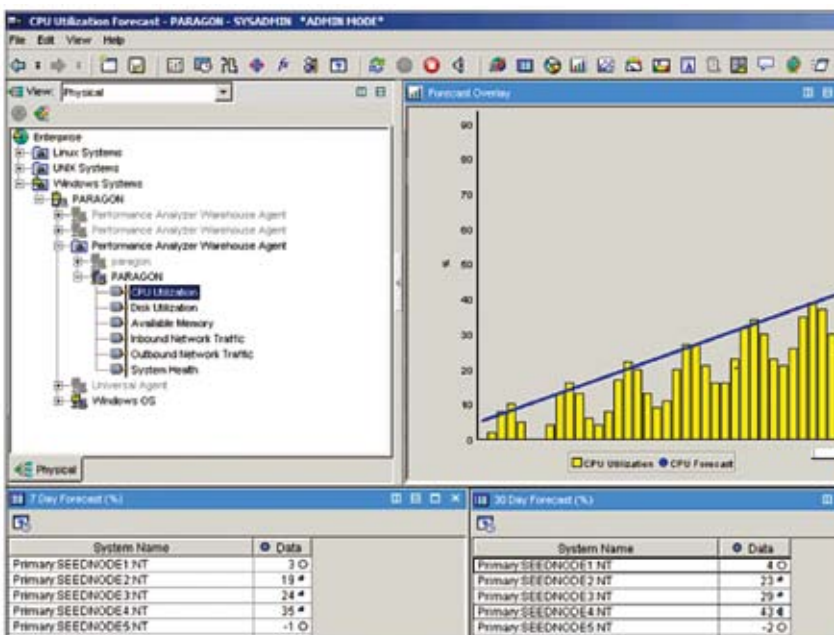 CPU Utilization Forecast - PARAGON - SYSADMIN *ADMIN MODE*
File Edit View Help
View: Physical
Enterprise
Linux Systems
UNIX Systems
Windows Systems
PARAGON
Performance Analyzer Warehouse Agent
Performance Analyzer Warehouse Agent
Performance Analyzer Warehouse Agent
paragon
PARAGON
CPU Utilization
Disk Utilization
Available Memory
Inbound Network Traffic
Outbound Network Traffic
System Health
Universal Agent
Windows OS
Physical
Forecast Overlay
90
80
70
60
%
50
40
30
20
10
0
CPU Utilization CPU Forecast
7 Day Forecast (%)
System Name Data
Primary:SEEDNODE1:NT 3
Primary:SEEDNODE2:NT 19
Primary:SEEDNODE3:NT 24
Primary:SEEDNODE4:NT 35
Primary:SEEDNODE5:NT -1
30 Day Forecast (%)
System Name Data
Primary:SEEDNODE1:NT 4
Primary:SEEDNODE2:NT 23
Primary:SEEDNODE3:NT 29
Primary:SEEDNODE4:NT 43
Primary:SEEDNODE5:NT -2